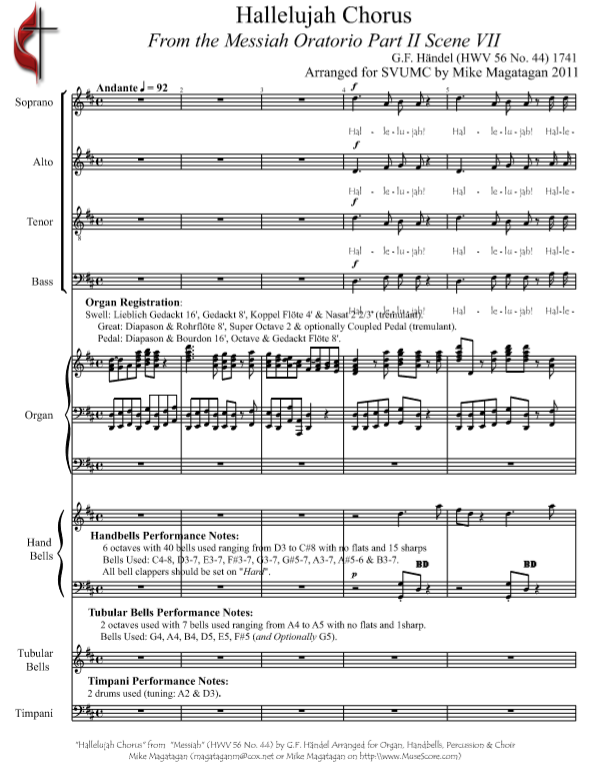 Hallelujah Chorus
From the Messiah Oratorio Part II Scene VII
G.F. Händel (HWV 56 No. 44) 1741
Arranged for SVUMC by Mike Magatagan 2011
Andante ♩ = 92
2 3 4 f 5
Soprano
Hal - le - lu - jah! Hal - le - lu - jah! Hal - le -
f
Alto
Hal - le - lu - jah! Hal - le - lu - jah! Hal - le -
f
Tenor
8
Hal - le - lu - jah! Hal - le - lu - jah! Hal - le -
f
Bass
Hal - le - lu - jah! Hal - le - lu - jah! Hal - le -
Organ Registration:
Swell: Lieblich Gedackt 16', Gedackt 8', Koppel Flöte 4' & Nasat 2 2/3' (tremulant).
Great: Diapason & Rohrflöte 8', Super Octave 2 & optionally Coupled Pedal (tremulant).
Pedal: Diapason & Bourdon 16', Octave & Gedackt Flöte 8'.
Organ
Hand
Bells
Handbells Performance Notes:
6 octaves with 40 bells used ranging from D3 to C#8 with no flats and 15 sharps
Bells Used: C4-8, D3-7, E3-7, F#3-7, G3-7, G#5-7, A3-7, A#5-6 & B3-7.
All bell clappers should be set on "Hard".
p BD BD
Tubular Bells Performance Notes:
2 octaves used with 7 bells used ranging from A4 to A5 with no flats and 1sharp.
Bells Used: G4, A4, B4, D5, E5, F#5 (and Optionally G5).
Tubular
Bells
Timpani Performance Notes:
2 drums used (tuning: A2 & D3).
Timpani
"Hallelujah Chorus" from "Messiah" (HWV 56 No. 44) by G.F. Händel Arranged for Organ, Handbells, Percussion & Choir
Mike Magatagan (magataganm@cox.net or Mike Magatagan on http:\\www.MuseScore.com)